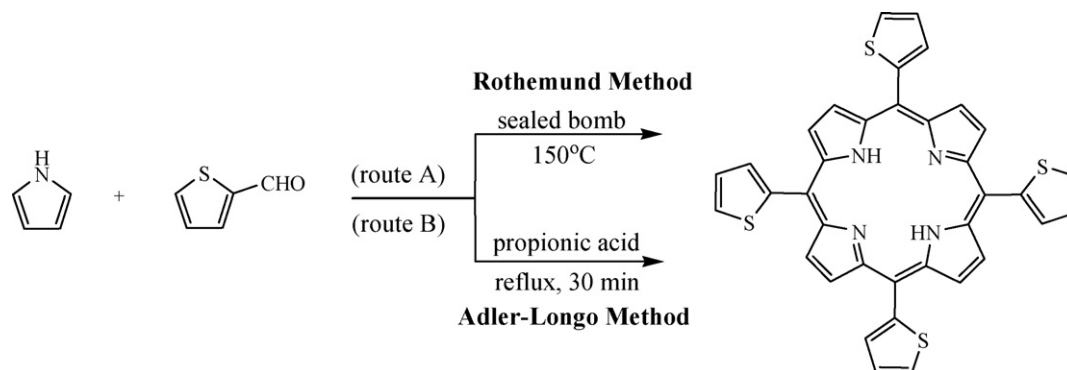 Rothemund Method
sealed bomb
150°C
(route A)
(route B)
propionic acid
reflux, 30 min
Adler-Longo Method
H
N
+
S
CHO
S
NH
N
S
S
N
HN
S